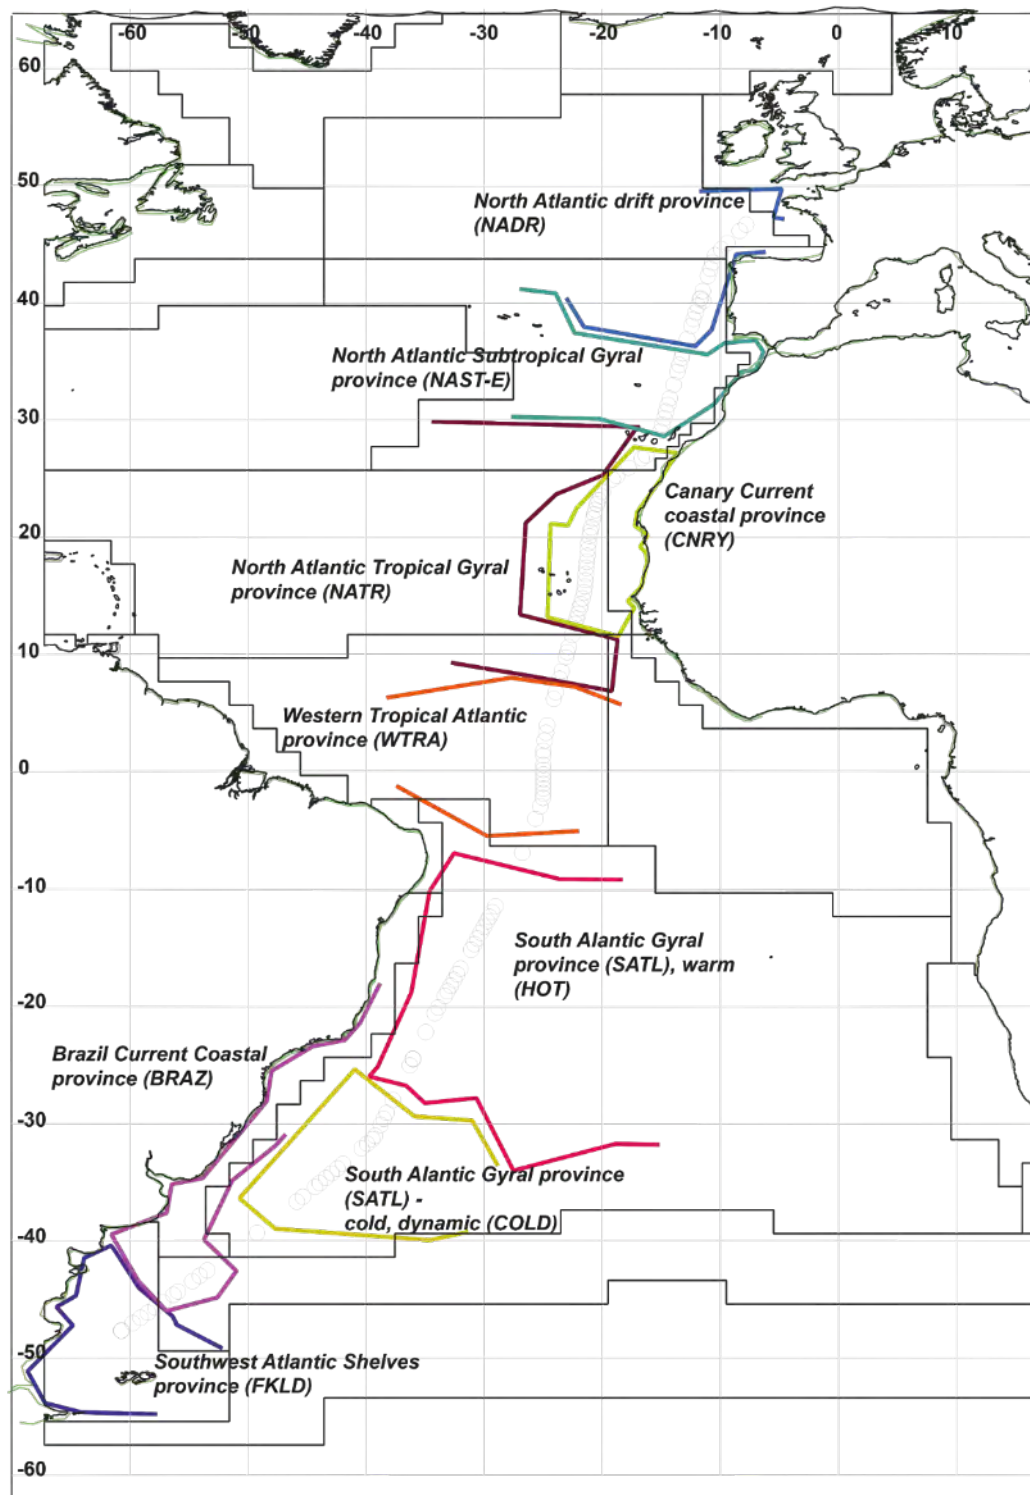 -60 -50 -40 -30 -20 -10 0 10
60
50
North Atlantic drift province
(NADR)
40
North Atlantic Subtropical Gyral
province (NAST-E)
30
Canary Current
coastal province
(CNRY)
20
North Atlantic Tropical Gyral
province (NATR)
10
Western Tropical Atlantic
province (WTRA)
0
-10
South Alantic Gyral
province (SATL), warm
(HOT)
-20
Brazil Current Coastal
province (BRAZ)
-30
South Alantic Gyral province
(SATL) -
cold, dynamic (COLD)
-40
-50
Southwest Atlantic Shelves
province (FKLD)
-60